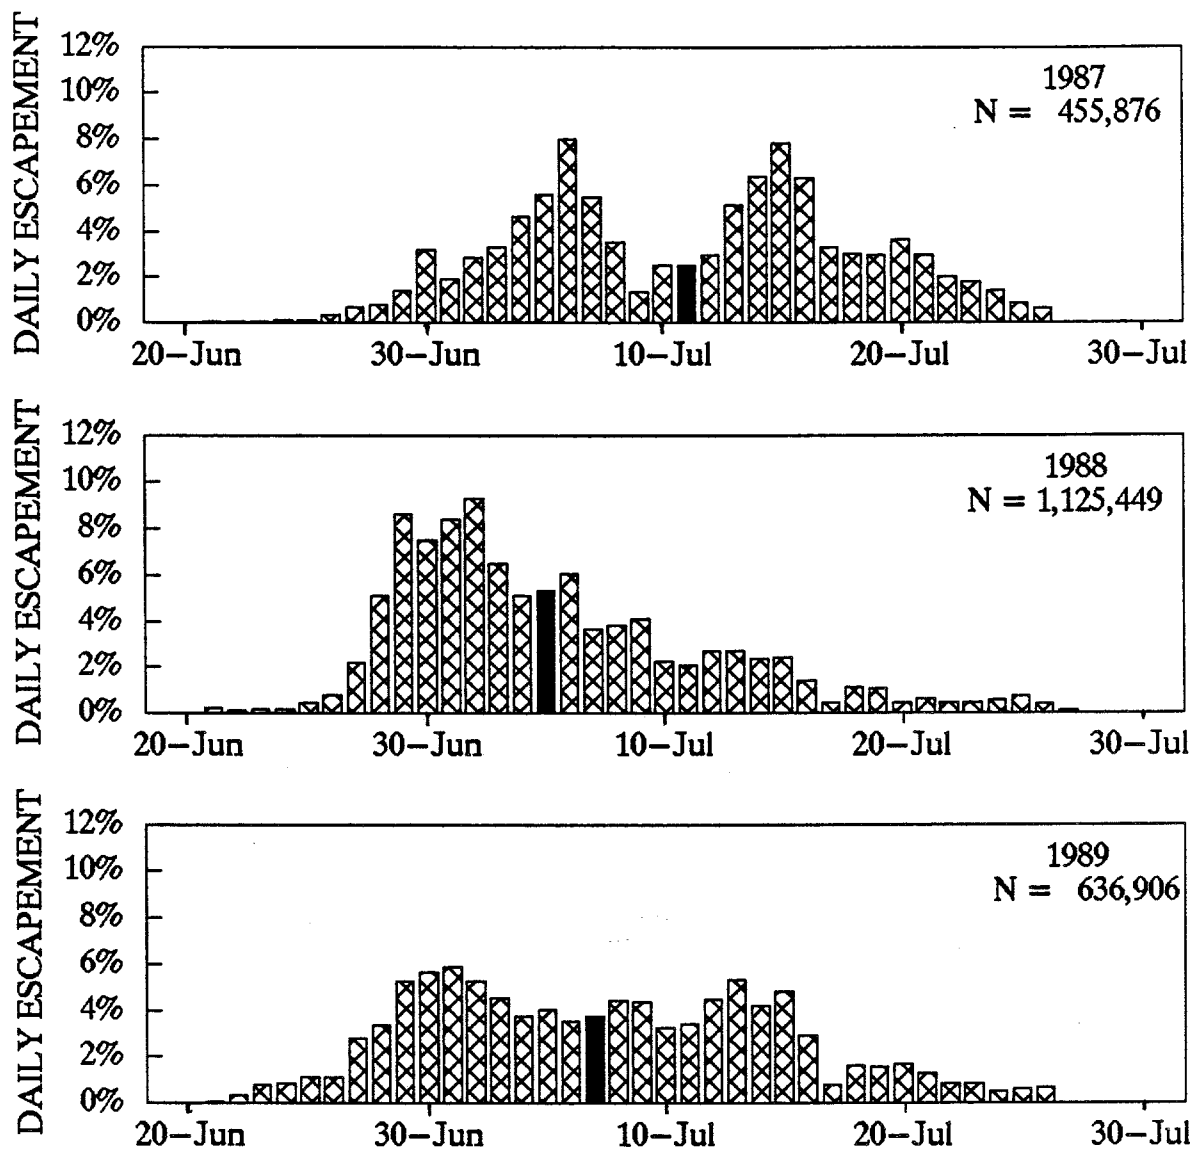 DAILY ESCAPEMENT
12%
10%
8%
6%
4%
2%
0%
1987
N = 455,876
20–Jun 30–Jun 10–Jul 20–Jul 30–Jul
DAILY ESCAPEMENT
12%
10%
8%
6%
4%
2%
0%
1988
N = 1,125,449
20–Jun 30–Jun 10–Jul 20–Jul 30–Jul
DAILY ESCAPEMENT
12%
10%
8%
6%
4%
2%
0%
1989
N = 636,906
20–Jun 30–Jun 10–Jul 20–Jul 30–Jul